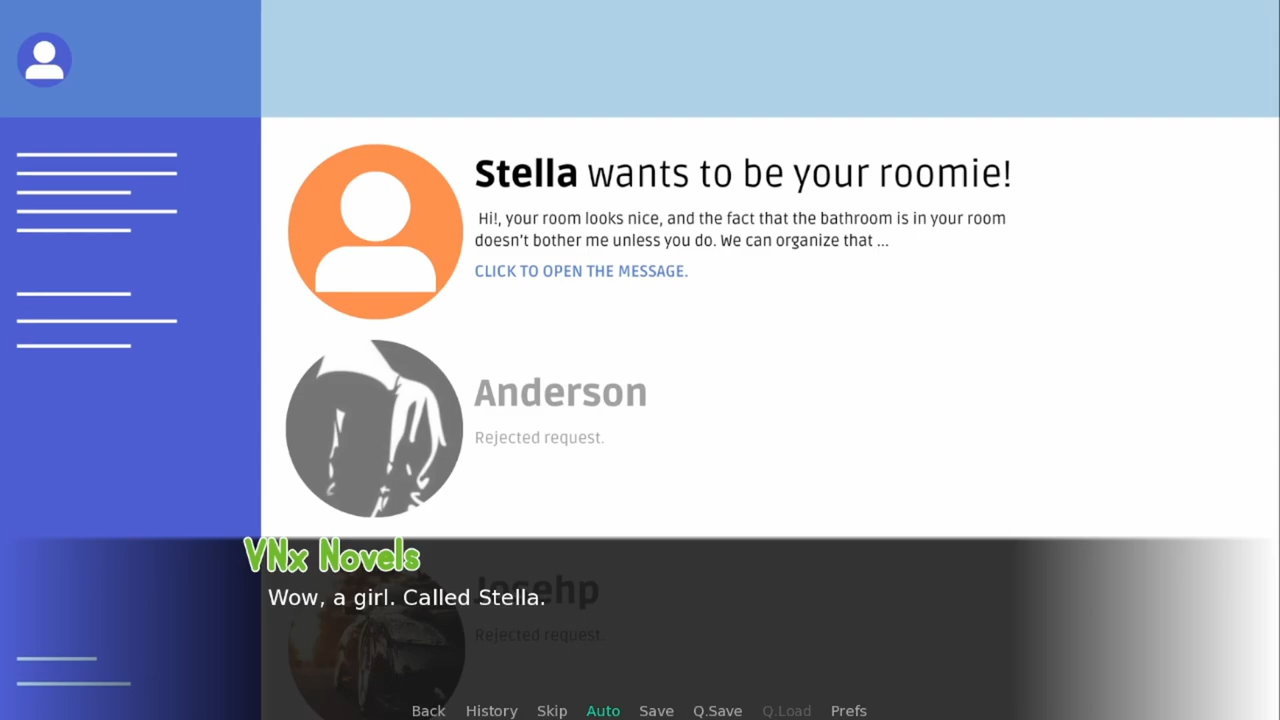 Stella wants to be your roomie!
Hi!, your room looks nice, and the fact that the bathroom is in your room
doesn't bother me unless you do. We can organize that ...
CLICK TO OPEN THE MESSAGE.
Anderson
Rejected request.
VNx Novels
Josehp
Wow, a girl. Called Stella.
Rejected request.
Back History Skip Auto Save Q.Save Q.Load Prefs